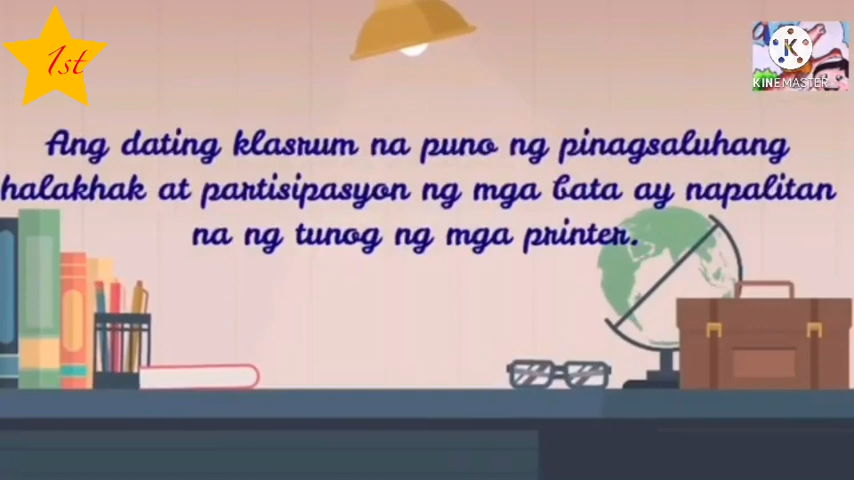 1st
KINEMASTER
Ang dating klasrum na puno ng pinagsaluhang
halakhak at partisipasyon ng mga bata ay napalitan
na ng tunog ng mga printer.